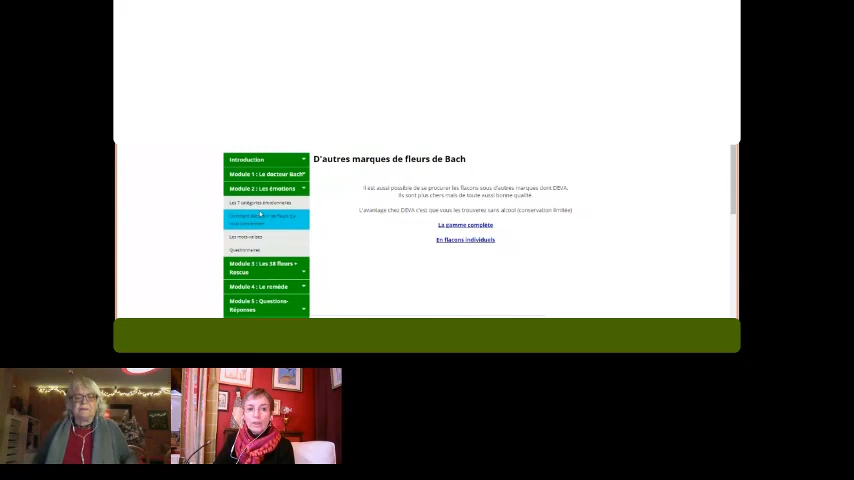 Introduction
Module 1 : Le docteur Bach
Module 2 : Les émotions
Les 7 catégories émotionnelles
Les mots-valises
Questionnaires
Module 3 : Les 38 fleurs +
Rescue
Module 4 : Le remède
Module 5 : Questions-
Réponses
D'autres marques de fleurs de Bach
Il est aussi possible de se procurer les flacons sous d'autres marques dont DEVA.
Ils sont plus chers mais de toute aussi bonne qualité.
L'avantage chez DEVA c'est que vous les trouverez sans alcool (conservation limitée)
La gamme complète
En flacons individuels